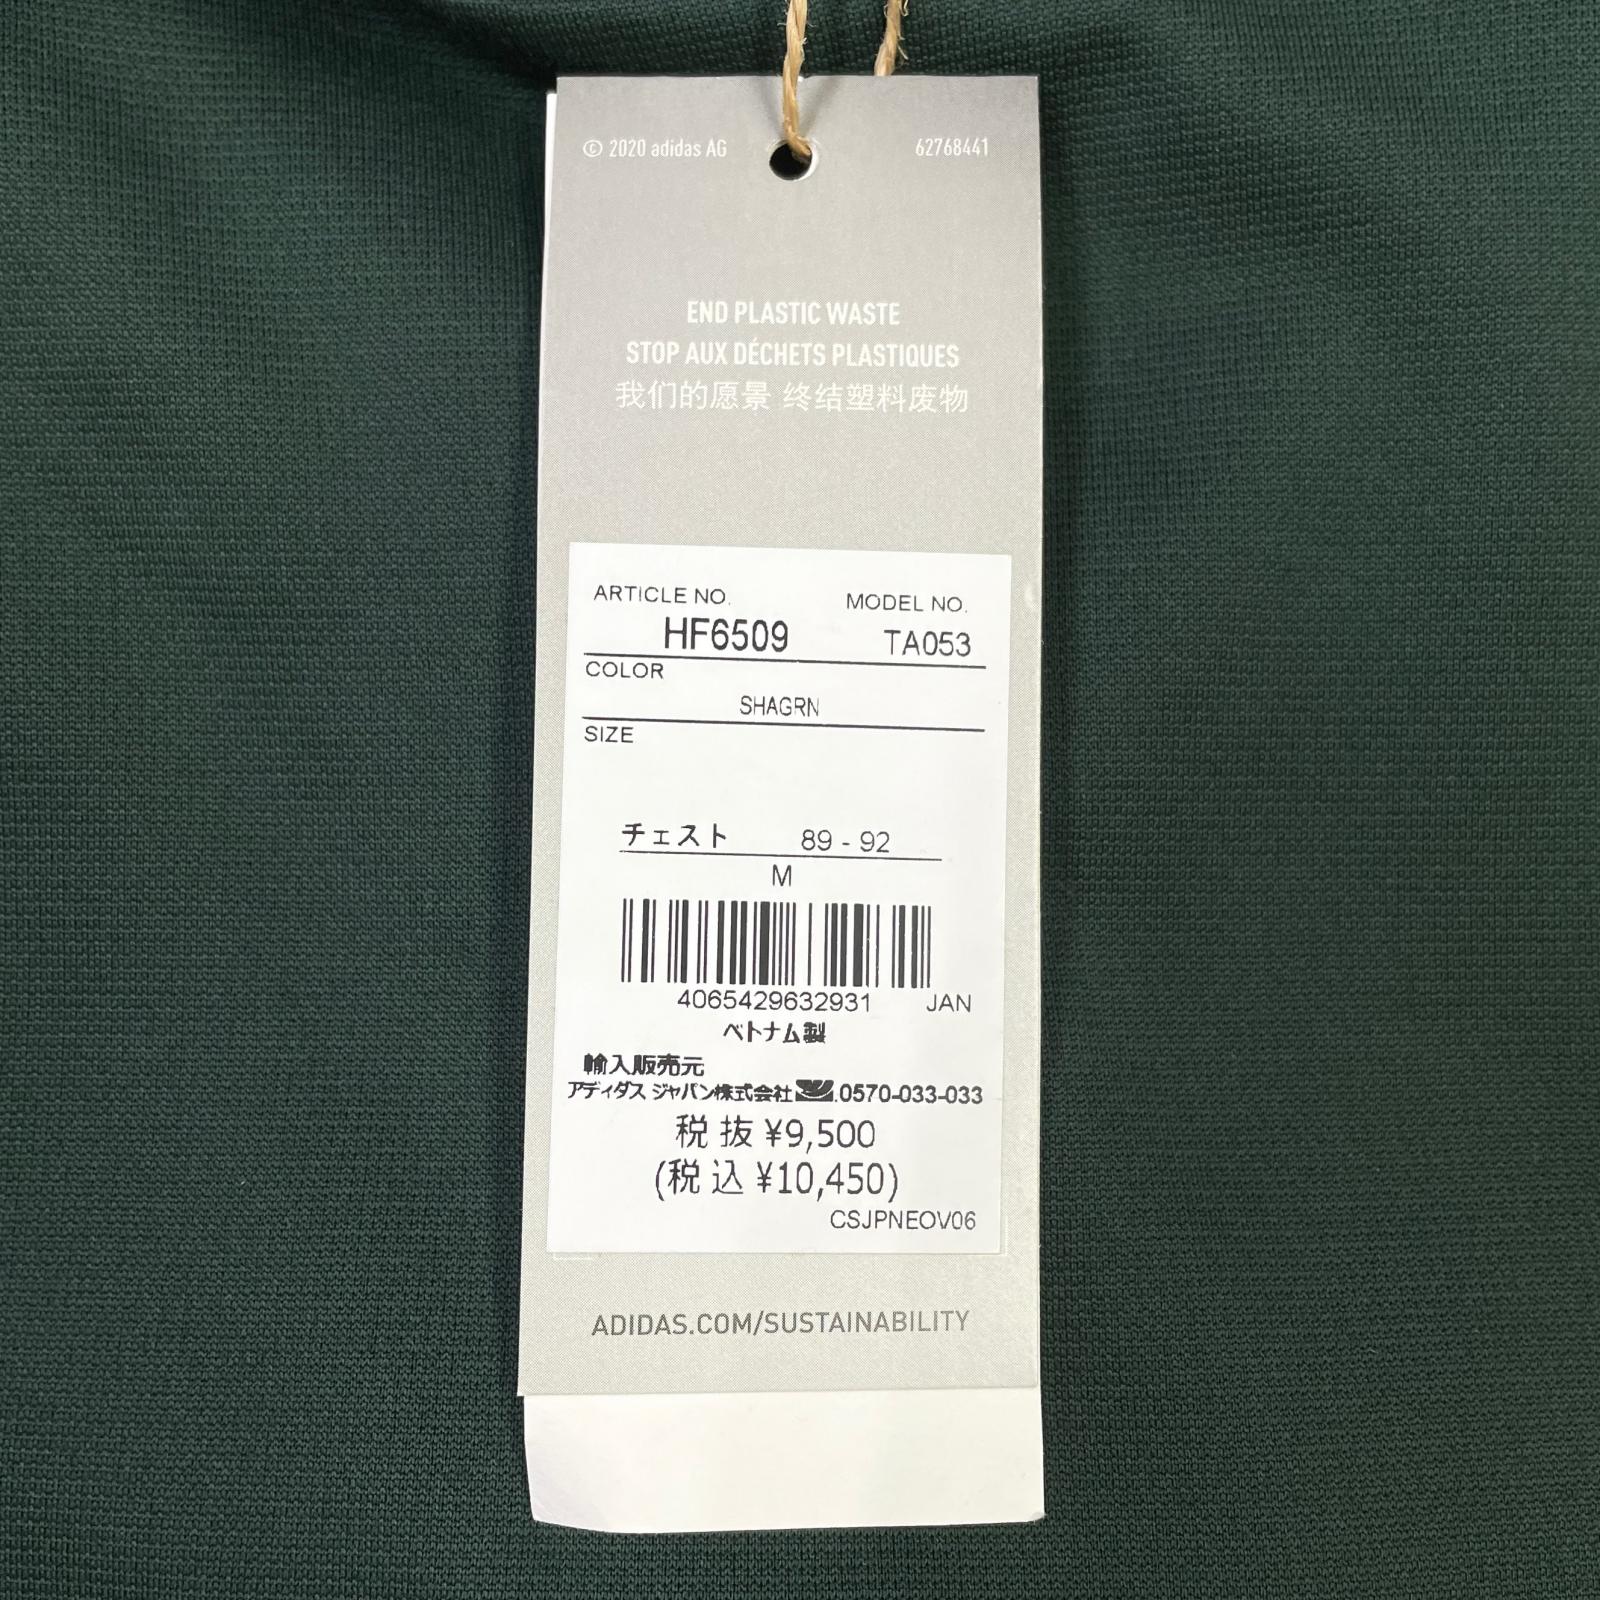 © 2020 adidas AG 62768441
END PLASTIC WASTE
STOP AUX DÉCHETS PLASTIQUES
我们的愿景 终结塑料废物
ARTICLE NO. MODEL NO.
HF6509 TA053
COLOR
SHAGRN
SIZE
チェスト 89 - 92
M
4065429632931 JAN
ベトナム製
輸入販売元
アディダス ジャパン株式会社 .0570-033-033
税 抜 ¥9,500
(税 込 ¥10,450)
CSJPNEOV06
ADIDAS.COM/SUSTAINABILITY